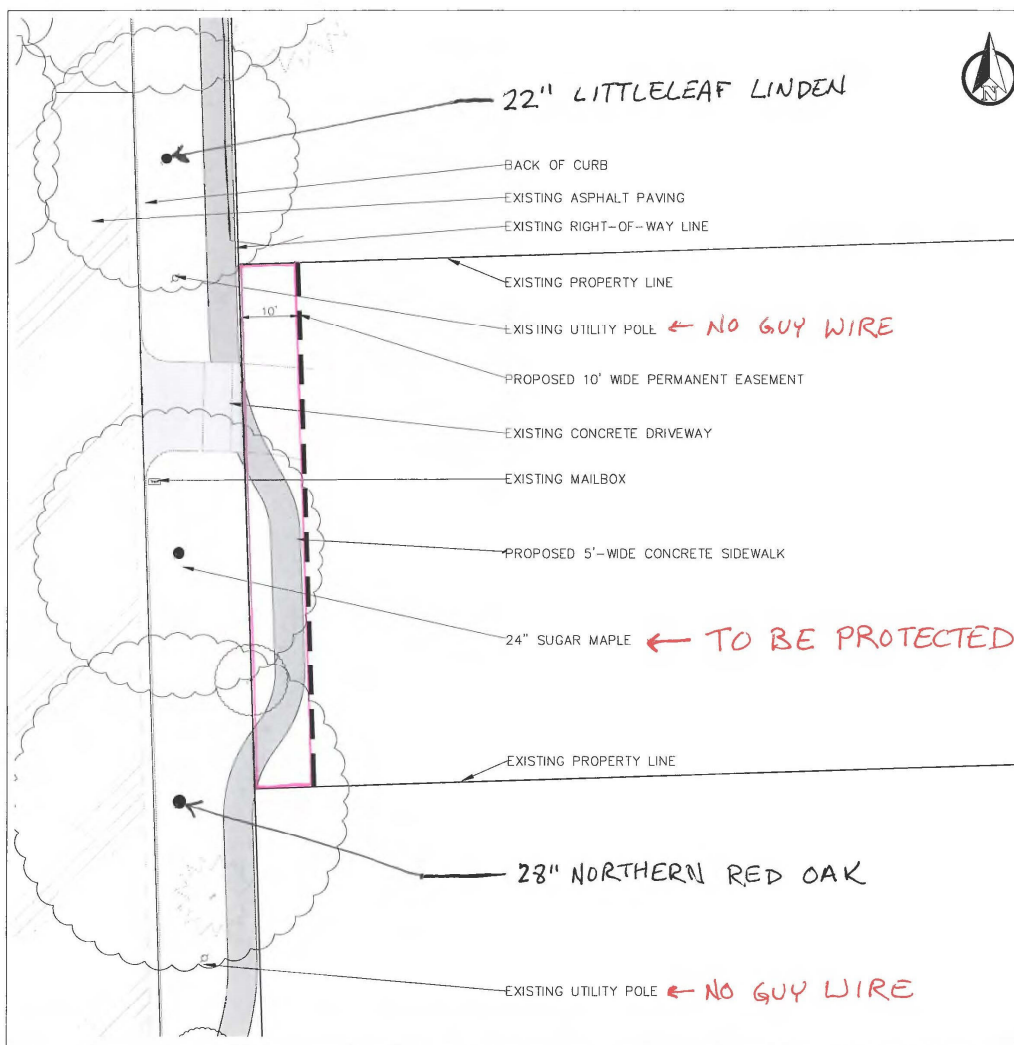 N
22" LITTLELEAF LINDEN
BACK OF CURB
EXISTING ASPHALT PAVING
EXISTING RIGHT-OF-WAY LINE
EXISTING PROPERTY LINE
10'
EXISTING UTILITY POLE ← NO GUY WIRE
PROPOSED 10' WIDE PERMANENT EASEMENT
EXISTING CONCRETE DRIVEWAY
EXISTING MAILBOX
PROPOSED 5'-WIDE CONCRETE SIDEWALK
24" SUGAR MAPLE ← TO BE PROTECTED
EXISTING PROPERTY LINE
28" NORTHERN RED OAK
EXISTING UTILITY POLE ← NO GUY WIRE